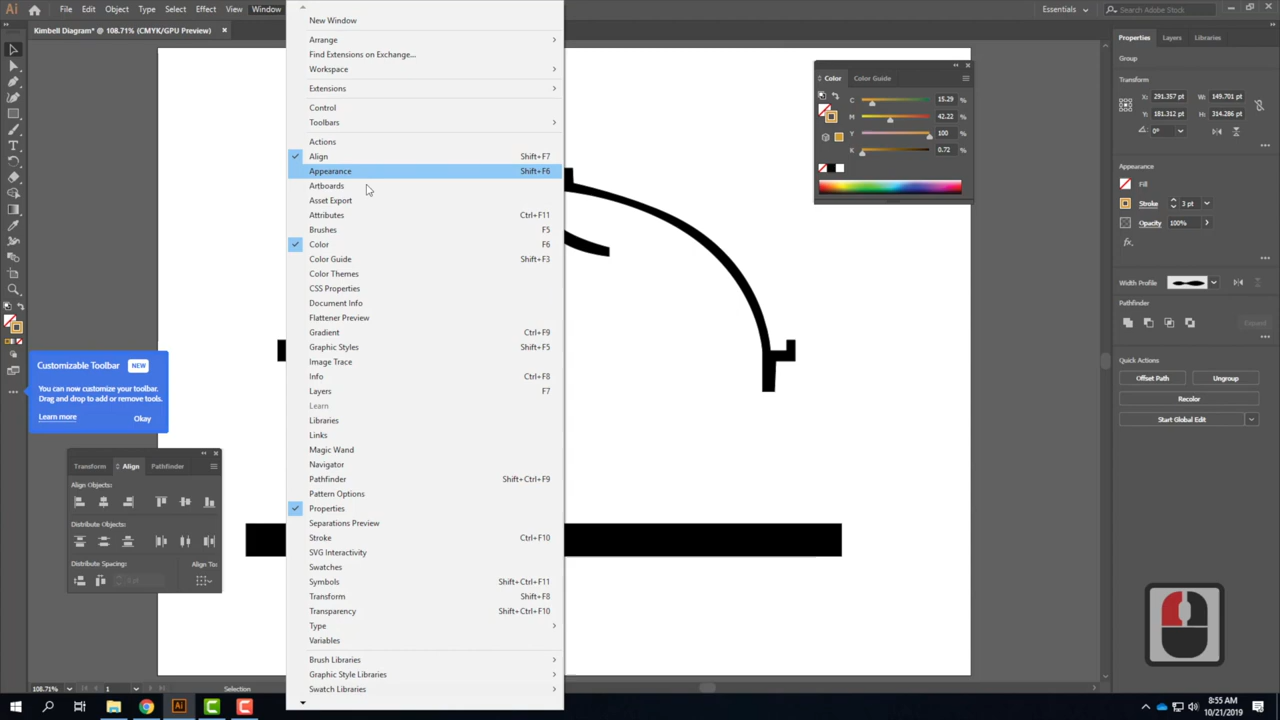 Ai File Edit Object Type Select Effect View Window Essentials Search Adobe Stock
Kimbell Diagram* @ 108.71% (CMYK/GPU Preview) ×
New Window
Arrange
Find Extensions on Exchange...
Workspace
Extensions
Control
Toolbars
Actions
Align Shift+F7
Appearance Shift+F6
Artboards
Asset Export
Attributes Ctrl+F11
Brushes F5
Color F6
Color Guide Shift+F3
Color Themes
CSS Properties
Document Info
Flattener Preview
Gradient Ctrl+F9
Graphic Styles Shift+F5
Image Trace
Info Ctrl+F8
Layers F7
Learn
Libraries
Links
Magic Wand
Navigator
Pathfinder Shift+Ctrl+F9
Pattern Options
Properties
Separations Preview
Stroke Ctrl+F10
SVG Interactivity
Swatches
Symbols Shift+Ctrl+F11
Transform Shift+F8
Transparency Shift+Ctrl+F10
Type
Variables
Brush Libraries
Graphic Style Libraries
Swatch Libraries
Customizable Toolbar NEW
You can now customize your toolbar.
Drag and drop to add or remove tools.
Learn more Okay
Transform Align Pathfinder
Align Objects:
Distribute Objects:
Distribute Spacing: Align To:
0 pt
Color Color Guide
C 15.29 %
M 42.22 %
Y 100 %
K 0.72 %
Properties Layers Libraries
Group
Transform
X: 291.357 pt W: 149.701 pt
Y: 181.312 pt H: 314.286 pt
0°
Appearance
Fill
Stroke 3 pt
Opacity 100%
fx.
Width Profile:
Pathfinder
Expand
Quick Actions
Offset Path Ungroup
Recolor
Start Global Edit
108.71% 1 Selection
Ai
8:55 AM
10/21/2019